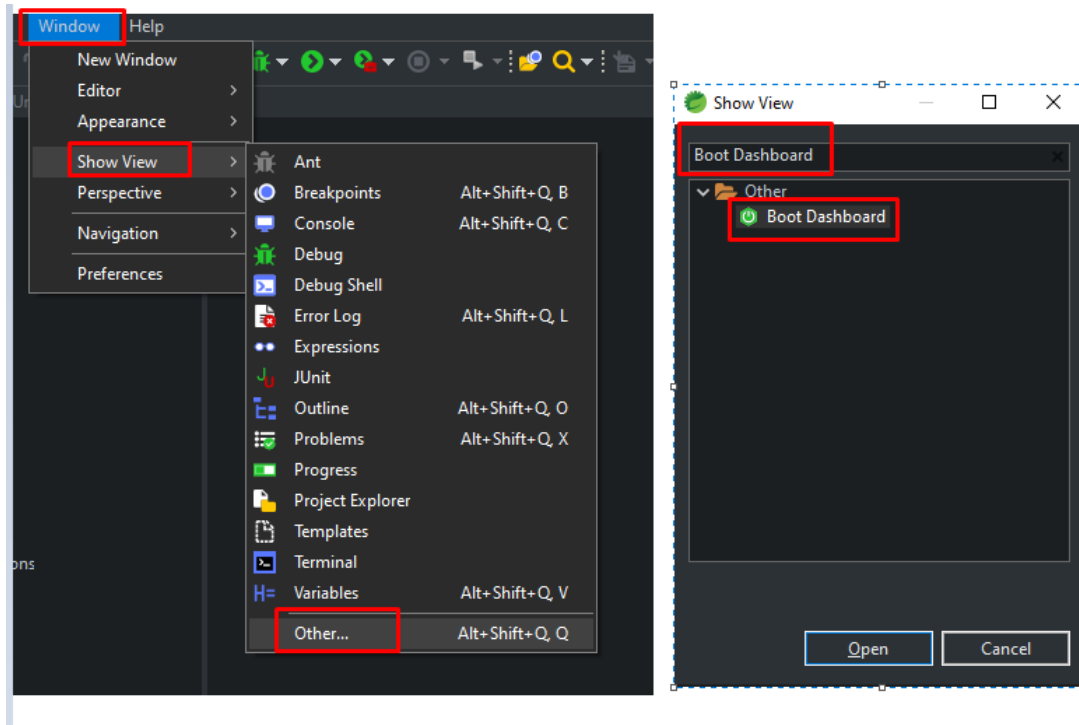 Window Help
New Window
Editor
Appearance
Show View
Perspective
Navigation
Preferences
Ant
Breakpoints Alt+Shift+Q, B
Console Alt+Shift+Q, C
Debug
Debug Shell
Error Log Alt+Shift+Q, L
Expressions
JUnit
Outline Alt+Shift+Q, O
Problems Alt+Shift+Q, X
Progress
Project Explorer
Templates
Terminal
Variables Alt+Shift+Q, V
Other... Alt+Shift+Q, Q
ons
Show View
Boot Dashboard
Other
Boot Dashboard
Open Cancel